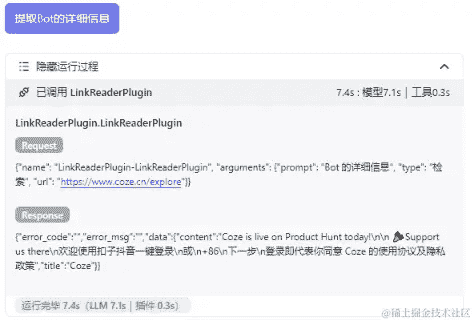 提取Bot的详细信息
隐藏运行过程
已调用 LinkReaderPlugin
7.4s : 模型7.1s | 工具0.3s
LinkReaderPlugin.LinkReaderPlugin
Request
{"name": "LinkReaderPlugin-LinkReaderPlugin", "arguments": {"prompt": "Bot 的详细信息", "type": "检
索", "url": "https://www.coze.cn/explore"}}
Response
{"error_code":"","error_msg":"","data":{"content":"Coze is live on Product Hunt today!\n\n 🎉Support
us there\n欢迎使用扣子抖音一键登录\n或\n+86\n下一步\n登录即代表你同意 Coze 的使用协议及隐私
政策","title":"Coze"}}
运行完毕 7.4s (LLM 7.1s | 插件 0.3s)
@稀土掘金技术社区